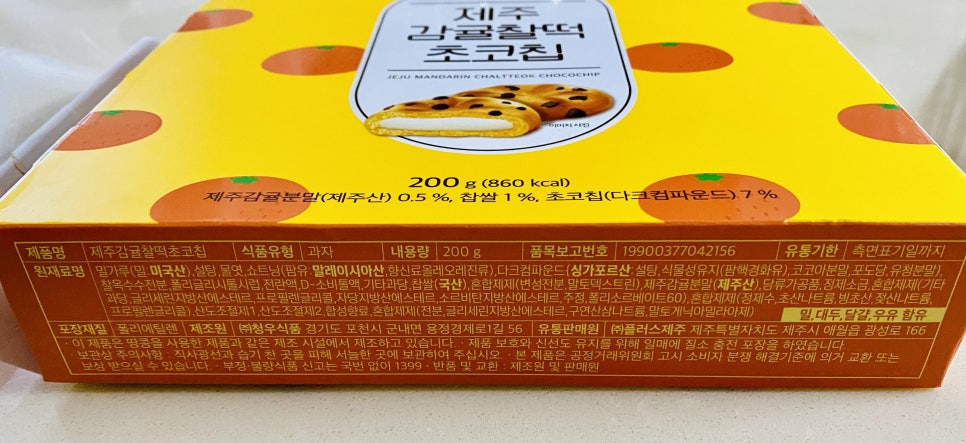 제주
감귤찰떡
초코칩
JEJU MANDARIN CHALTTEOK CHOCOCHIP
이미지 사진
200 g (860 kcal)
제주감귤분말(제주산) 0.5 %, 찹쌀 1 %, 초코칩(다크컴파운드) 7 %
제품명 제주감귤찰떡초코칩 식품유형 과자 내용량 200 g 품목보고번호 19900377042156 유통기한 측면표기일까지
원재료명 밀가루(밀:미국산),설탕,물엿,쇼트닝(팜유:말레이시아산,향신료올레오레진류),다크컴파운드(싱가포르산:설탕,식물성유지(팜핵경화유),코코아분말,포도당,유청분말),
찰옥수수전분,폴리글리시톨시럽,전란액,D-소비톨액,기타과당,찹쌀(국산),혼합제제(변성전분,말토덱스트린),제주감귤분말(제주산),당류가공품,정제소금,혼합제제(기타
과당,글리세린지방산에스테르,프로필렌글리콜,자당지방산에스테르,소르비탄지방산에스테르,주정,폴리소르베이트60),혼합제제(정제수,초산나트륨,빙초산,젖산나트륨,
프로필렌글리콜),산도조절제1,산도조절제2,합성향료,혼합제제(전분,글리세린지방산에스테르,구연산삼나트륨,말토게닉아밀라아제) 밀,대두,달걀,우유 함유
포장재질 폴리에틸렌 제조원 ㈜청우식품 경기도 포천시 군내면 용정경제로1길 56 유통판매원 ㈜플러스제주 제주특별자치도 제주시 애월읍 광성로 166
· 이 제품은 땅콩을 사용한 제품과 같은 제조 시설에서 제조하고 있습니다. · 제품 보호와 신선도 유지를 위해 일매에 질소 충전 포장을 하였습니다
· 보관상 주의사항 : 직사광선과 습기 찬 곳을 피해 서늘한 곳에 보관하여 주십시오 · 본 제품은 공정거래위원회 고시 소비자 분쟁 해결기준에 의거 교환 또는
보상 받으실 수 있습니다. · 부정·불량식품 신고는 국번 없이 1399 · 반품 및 교환 : 제조원 및 판매원